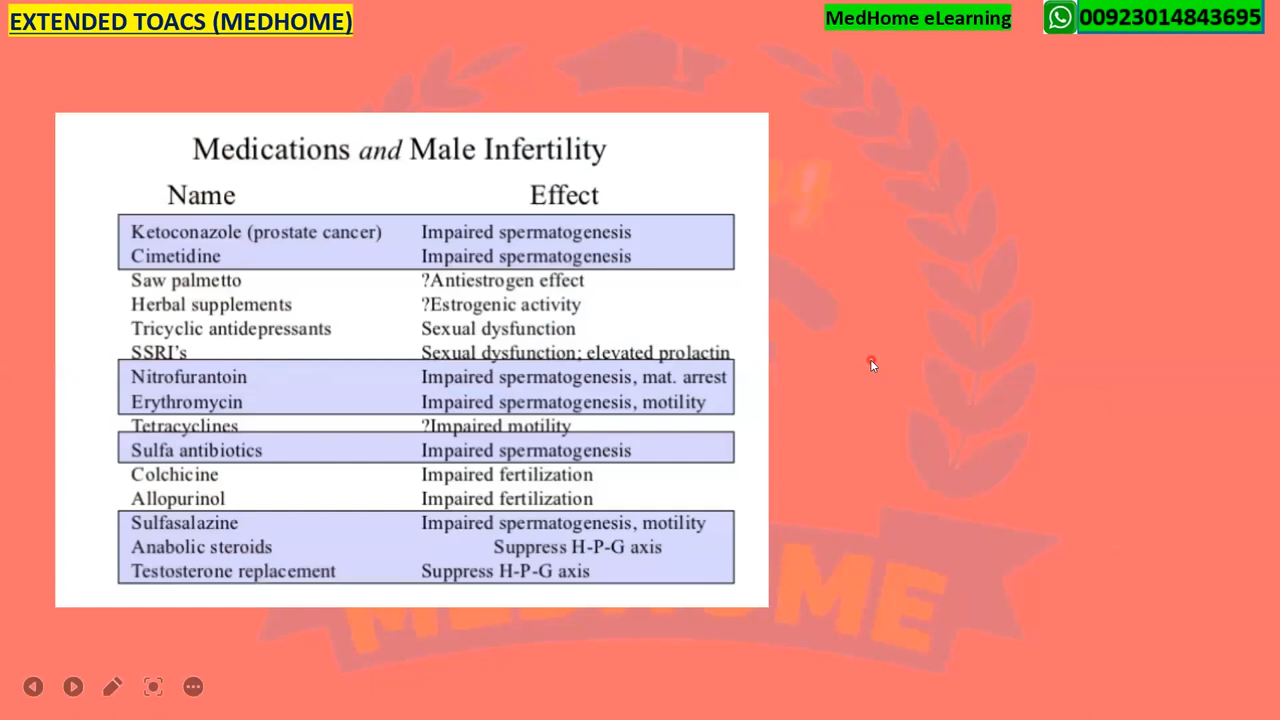 EXTENDED TOACS (MEDHOME)
MedHome eLearning
00923014843695
Medications and Male Infertility
Name Effect
Ketoconazole (prostate cancer) Impaired spermatogenesis
Cimetidine Impaired spermatogenesis
Saw palmetto ?Antiestrogen effect
Herbal supplements ?Estrogenic activity
Tricyclic antidepressants Sexual dysfunction
SSRI's Sexual dysfunction; elevated prolactin
Nitrofurantoin Impaired spermatogenesis, mat. arrest
Erythromycin Impaired spermatogenesis, motility
Tetracyclines ?Impaired motility
Sulfa antibiotics Impaired spermatogenesis
Colchicine Impaired fertilization
Allopurinol Impaired fertilization
Sulfasalazine Impaired spermatogenesis, motility
Anabolic steroids Suppress H-P-G axis
Testosterone replacement Suppress H-P-G axis
MEDHOME